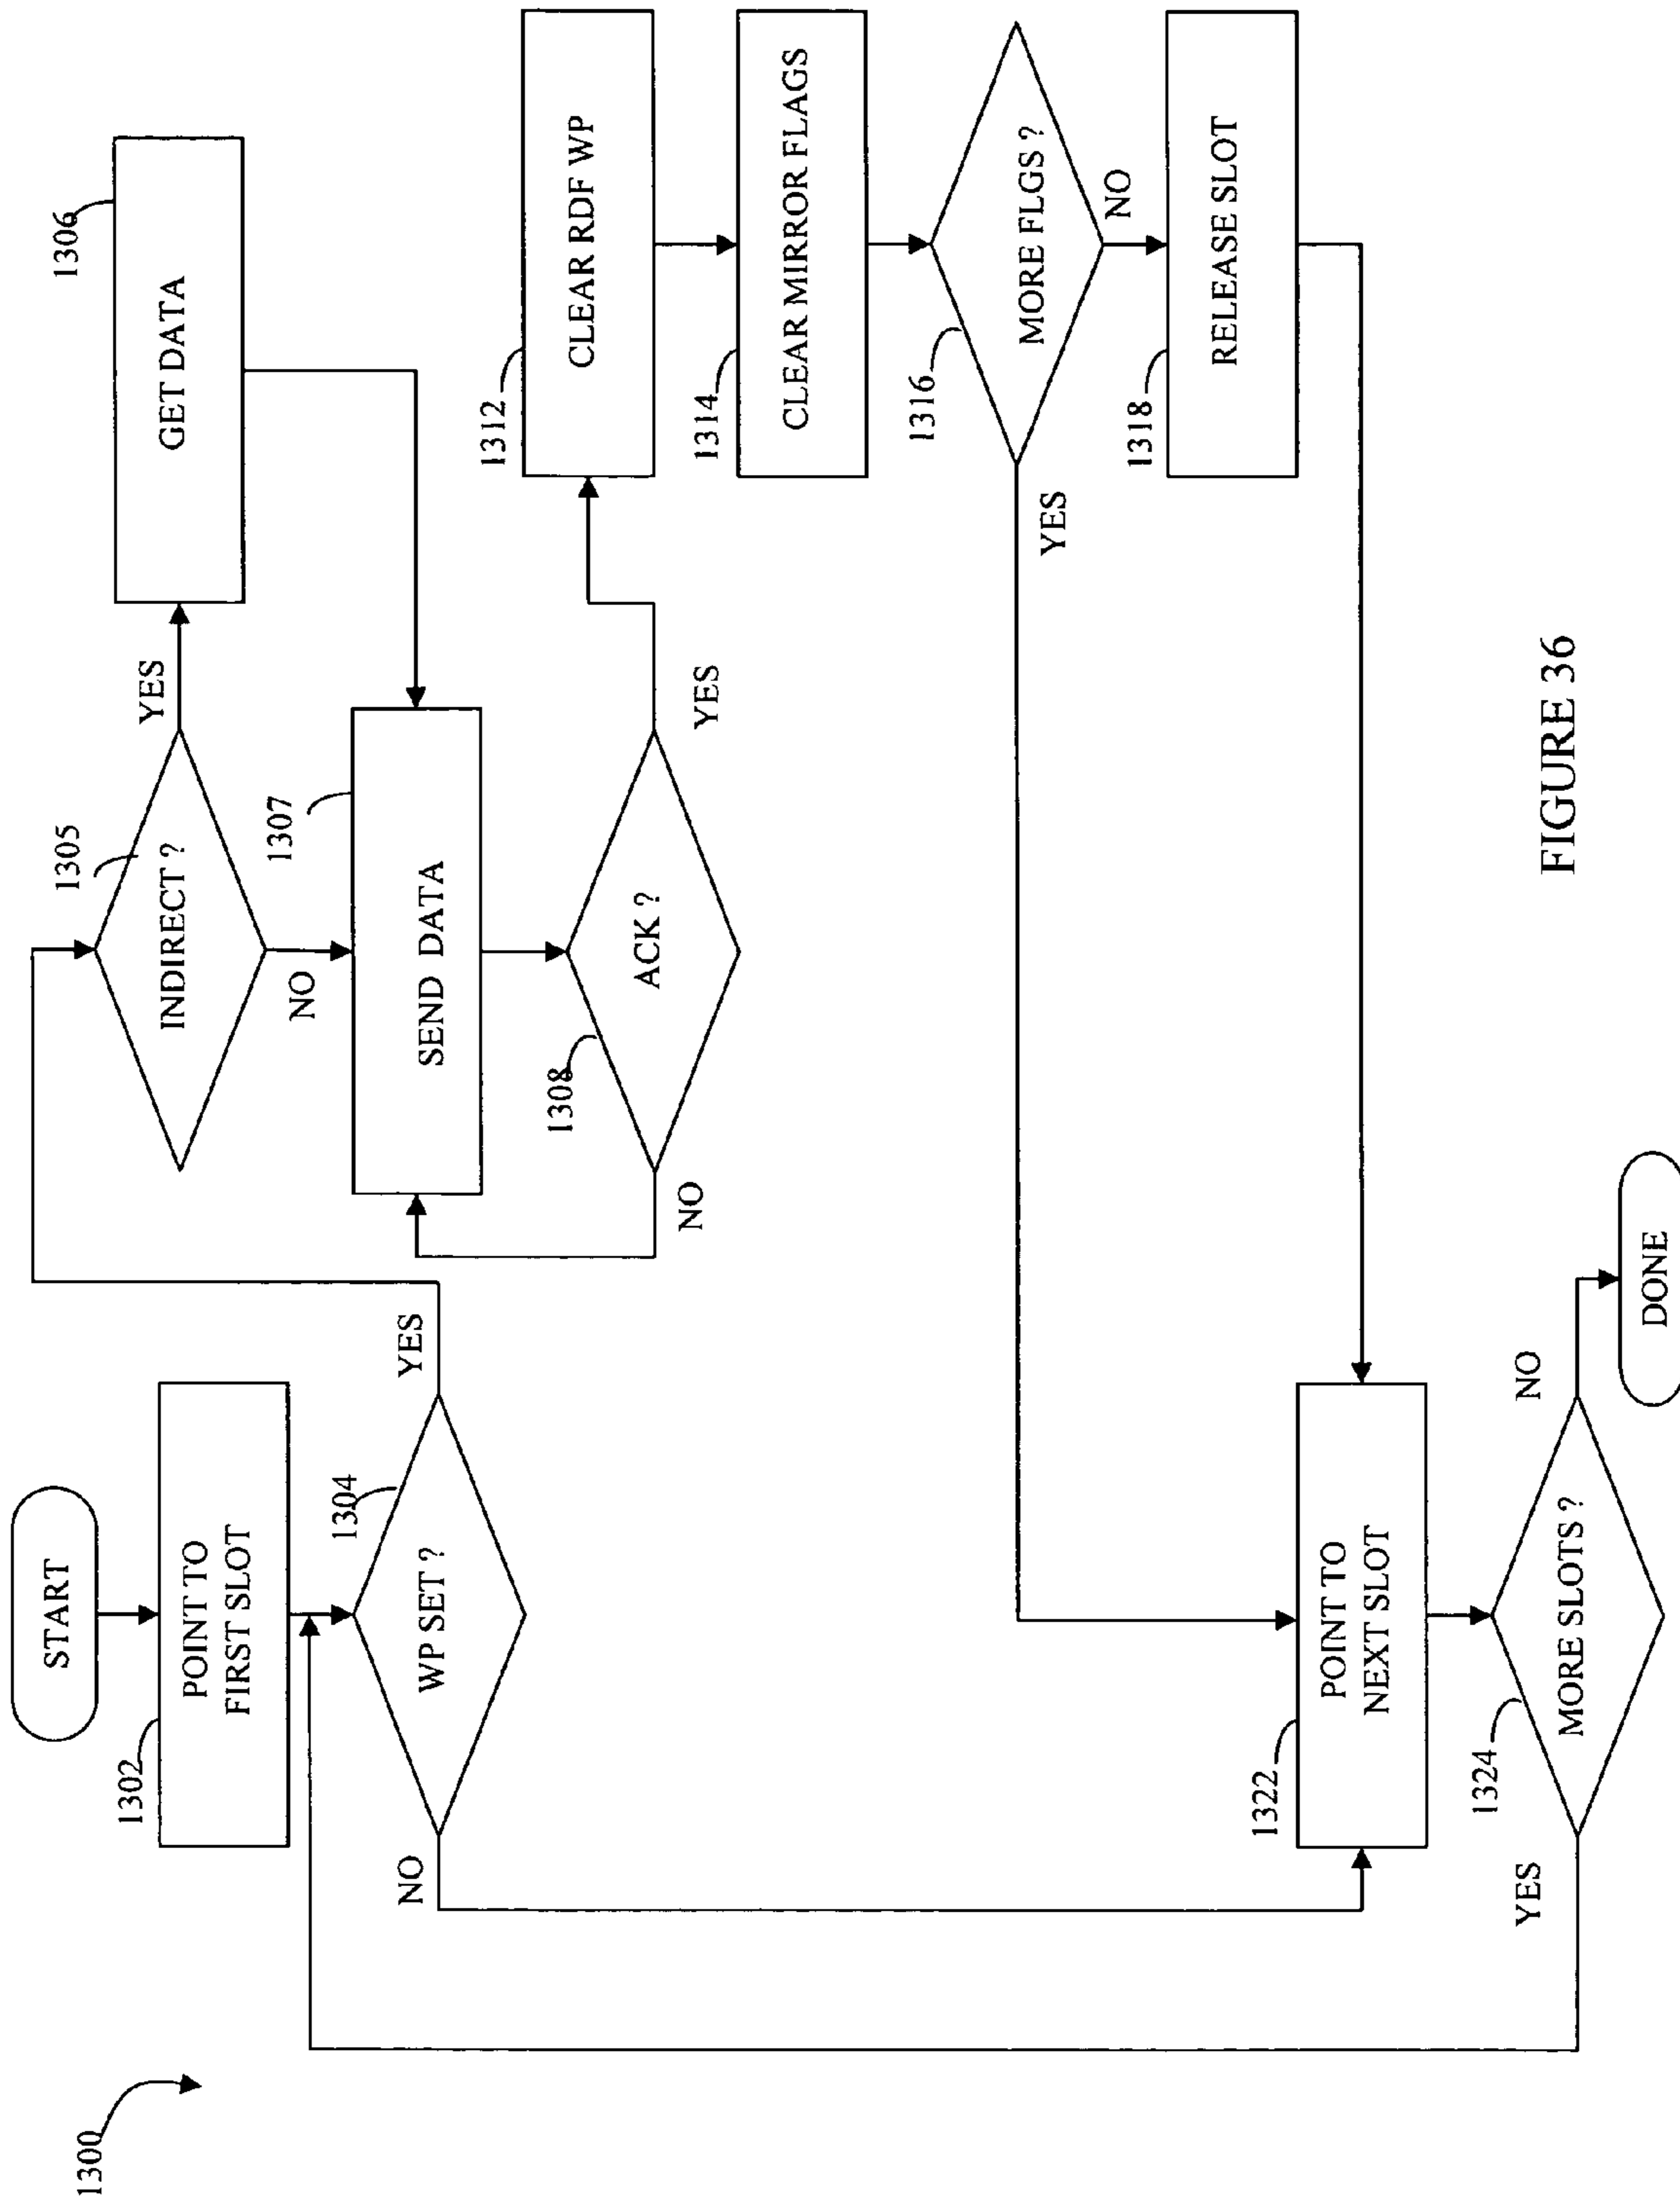 1300
START
1302
POINT TO
FIRST SLOT
1304
WP SET ?
YES
NO
1305
INDIRECT ?
YES
NO
1306
GET DATA
1307
SEND DATA
1308
ACK ?
NO
YES
1312
CLEAR RDF WP
1314
CLEAR MIRROR FLAGS
1316
MORE FLGS ?
YES
NO
1318
RELEASE SLOT
1322
POINT TO
NEXT SLOT
1324
MORE SLOTS ?
YES
NO
DONE
FIGURE 36